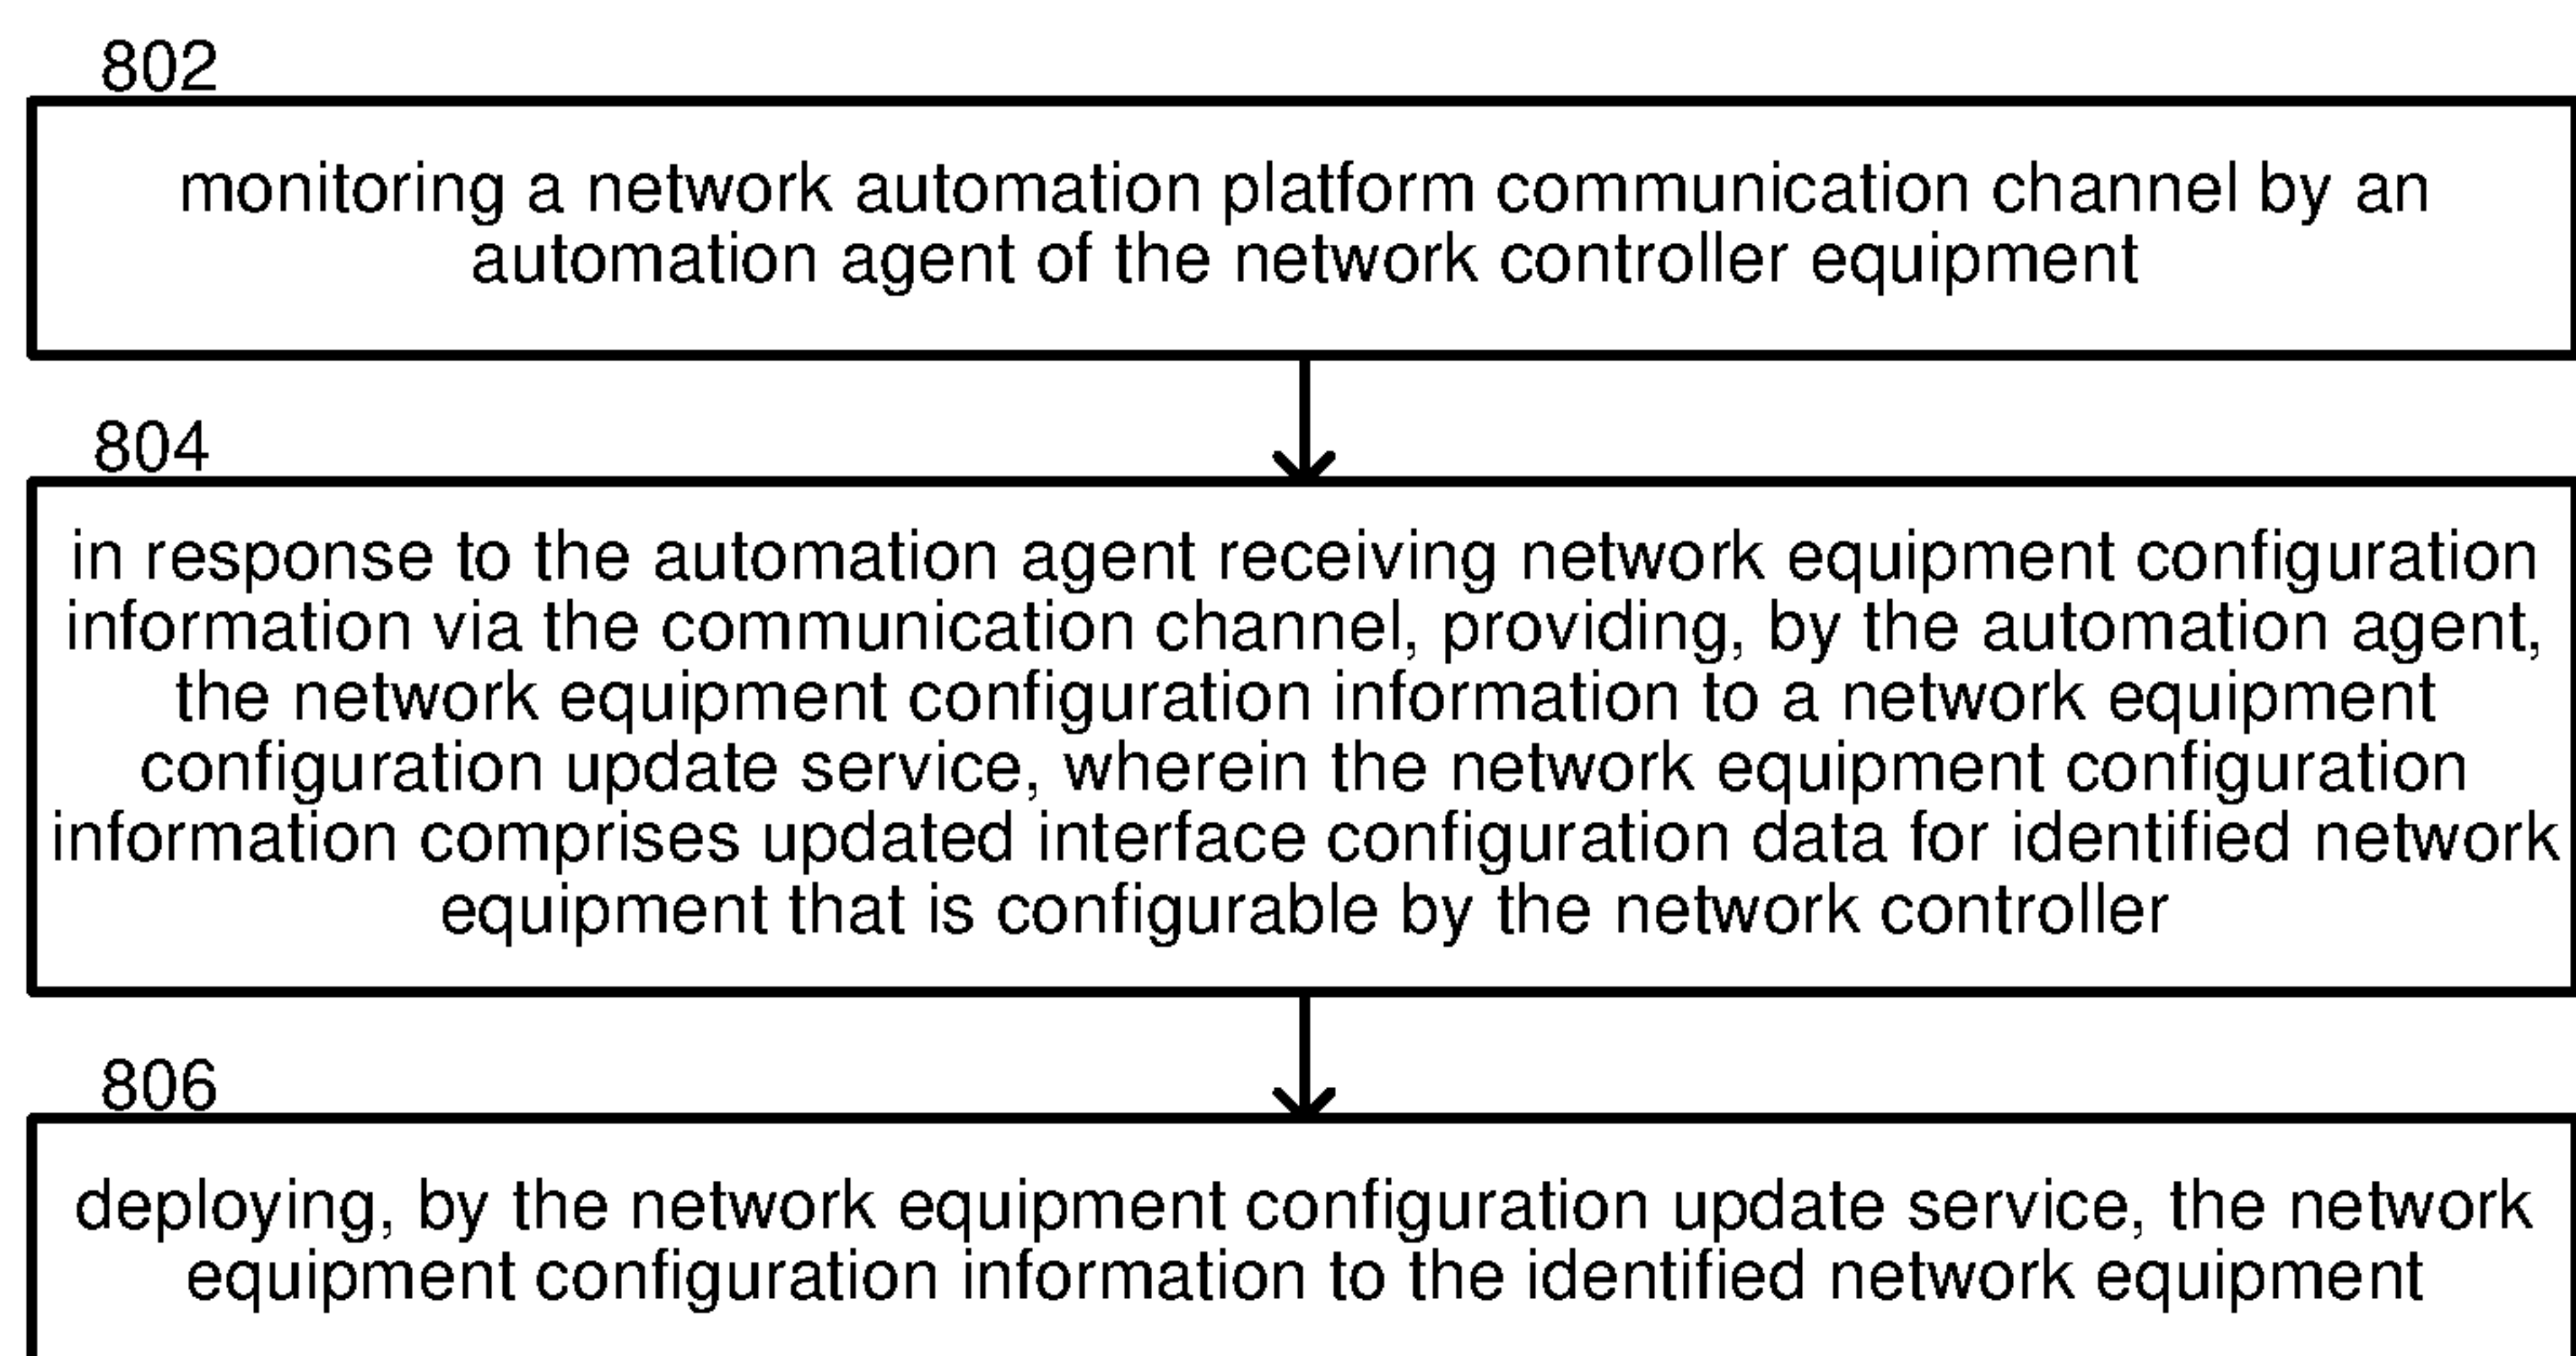 802
monitoring a network automation platform communication channel by an
automation agent of the network controller equipment
804
in response to the automation agent receiving network equipment configuration
information via the communication channel, providing, by the automation agent,
the network equipment configuration information to a network equipment
configuration update service, wherein the network equipment configuration
information comprises updated interface configuration data for identified network
equipment that is configurable by the network controller
806
deploying, by the network equipment configuration update service, the network
equipment configuration information to the identified network equipment